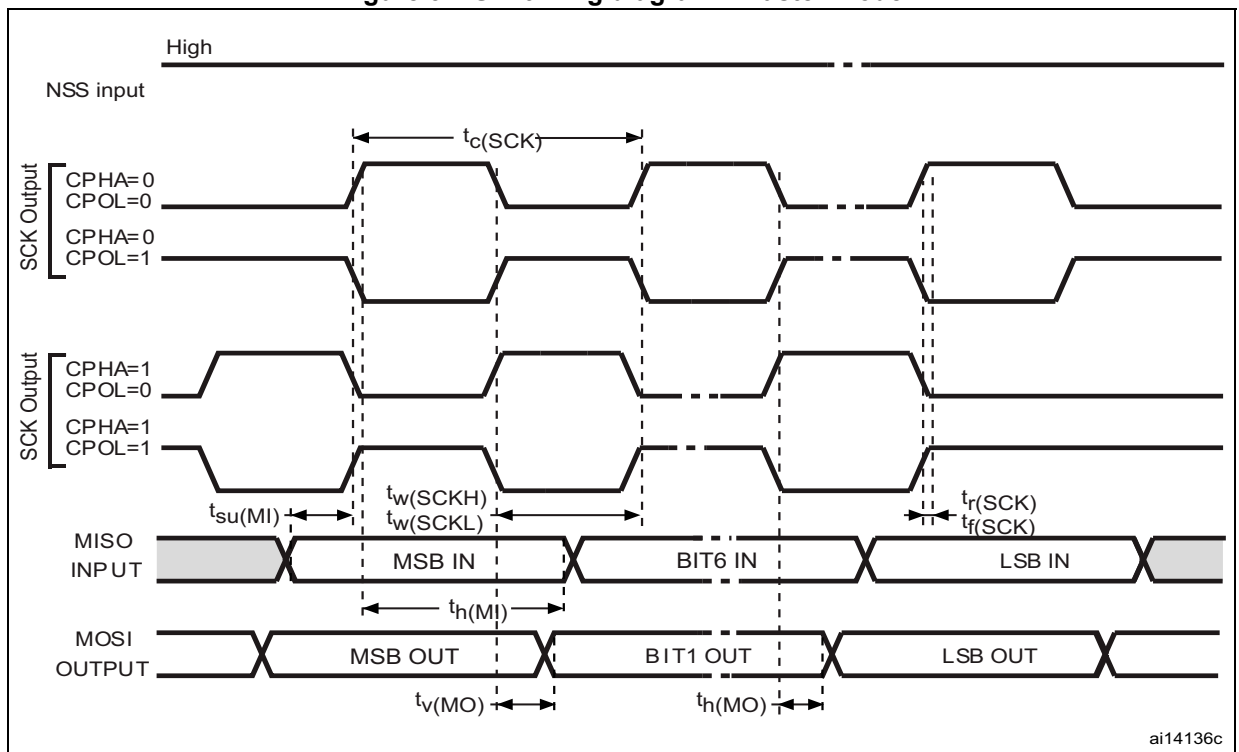 High
NSS input
tc(SCK)
SCK Output
CPHA=0
CPOL=0
CPHA=0
CPOL=1
SCK Output
CPHA=1
CPOL=0
CPHA=1
CPOL=1
tsu(MI)
tw(SCKH)
tw(SCKL)
tr(SCK)
tf(SCK)
MISO
INPUT
MSB IN
BIT6 IN
LSB IN
th(MI)
MOSI
OUTPUT
MSB OUT
BIT1 OUT
LSB OUT
tv(MO)
th(MO)
ai14136c